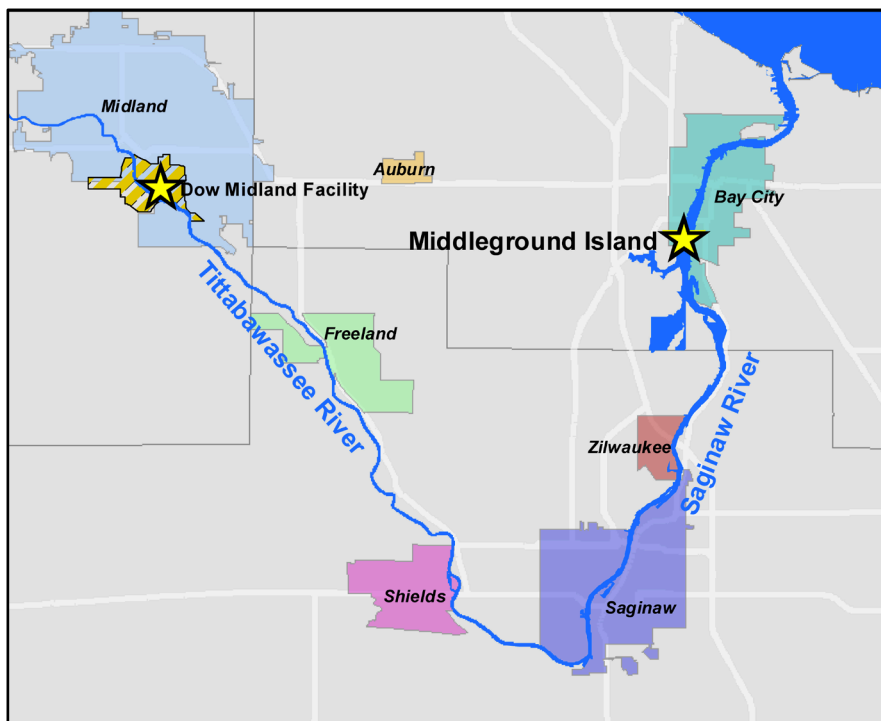 Midland
Auburn
Dow Midland Facility
Bay City
Middleground Island
Tittabawassee River
Freeland
Saginaw River
Zilwaukee
Shields
Saginaw